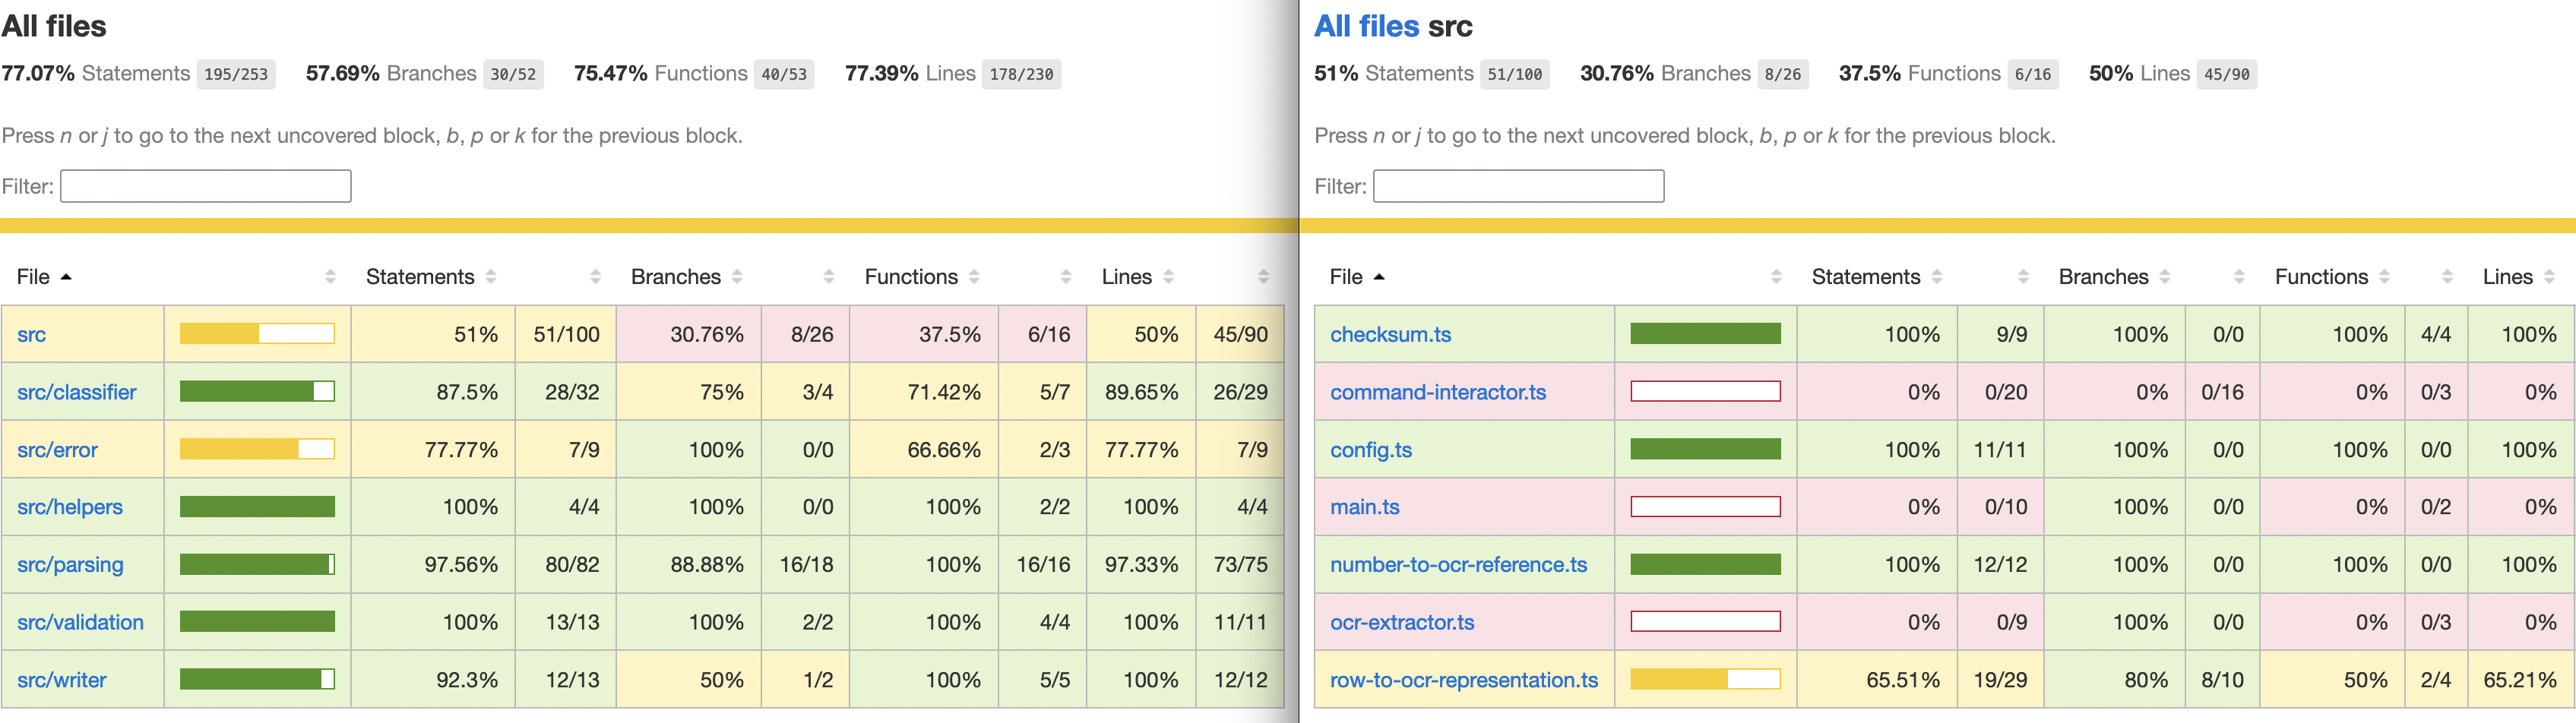 All files
77.07% Statements 195/253 57.69% Branches 30/52 75.47% Functions 40/53 77.39% Lines 178/230
Press n or j to go to the next uncovered block, b, p or k for the previous block.
Filter:
File Statements Branches Functions Lines
src 51% 51/100 30.76% 8/26 37.5% 6/16 50% 45/90
src/classifier 87.5% 28/32 75% 3/4 71.42% 5/7 89.65% 26/29
src/error 77.77% 7/9 100% 0/0 66.66% 2/3 77.77% 7/9
src/helpers 100% 4/4 100% 0/0 100% 2/2 100% 4/4
src/parsing 97.56% 80/82 88.88% 16/18 100% 16/16 97.33% 73/75
src/validation 100% 13/13 100% 2/2 100% 4/4 100% 11/11
src/writer 92.3% 12/13 50% 1/2 100% 5/5 100% 12/12
All files src
51% Statements 51/100 30.76% Branches 8/26 37.5% Functions 6/16 50% Lines 45/90
Press n or j to go to the next uncovered block, b, p or k for the previous block.
Filter:
File Statements Branches Functions Lines
checksum.ts 100% 9/9 100% 0/0 100% 4/4 100%
command-interactor.ts 0% 0/20 0% 0/16 0% 0/3 0%
config.ts 100% 11/11 100% 0/0 100% 0/0 100%
main.ts 0% 0/10 100% 0/0 0% 0/2 0%
number-to-ocr-reference.ts 100% 12/12 100% 0/0 100% 0/0 100%
ocr-extractor.ts 0% 0/9 100% 0/0 0% 0/3 0%
row-to-ocr-representation.ts 65.51% 19/29 80% 8/10 50% 2/4 65.21%